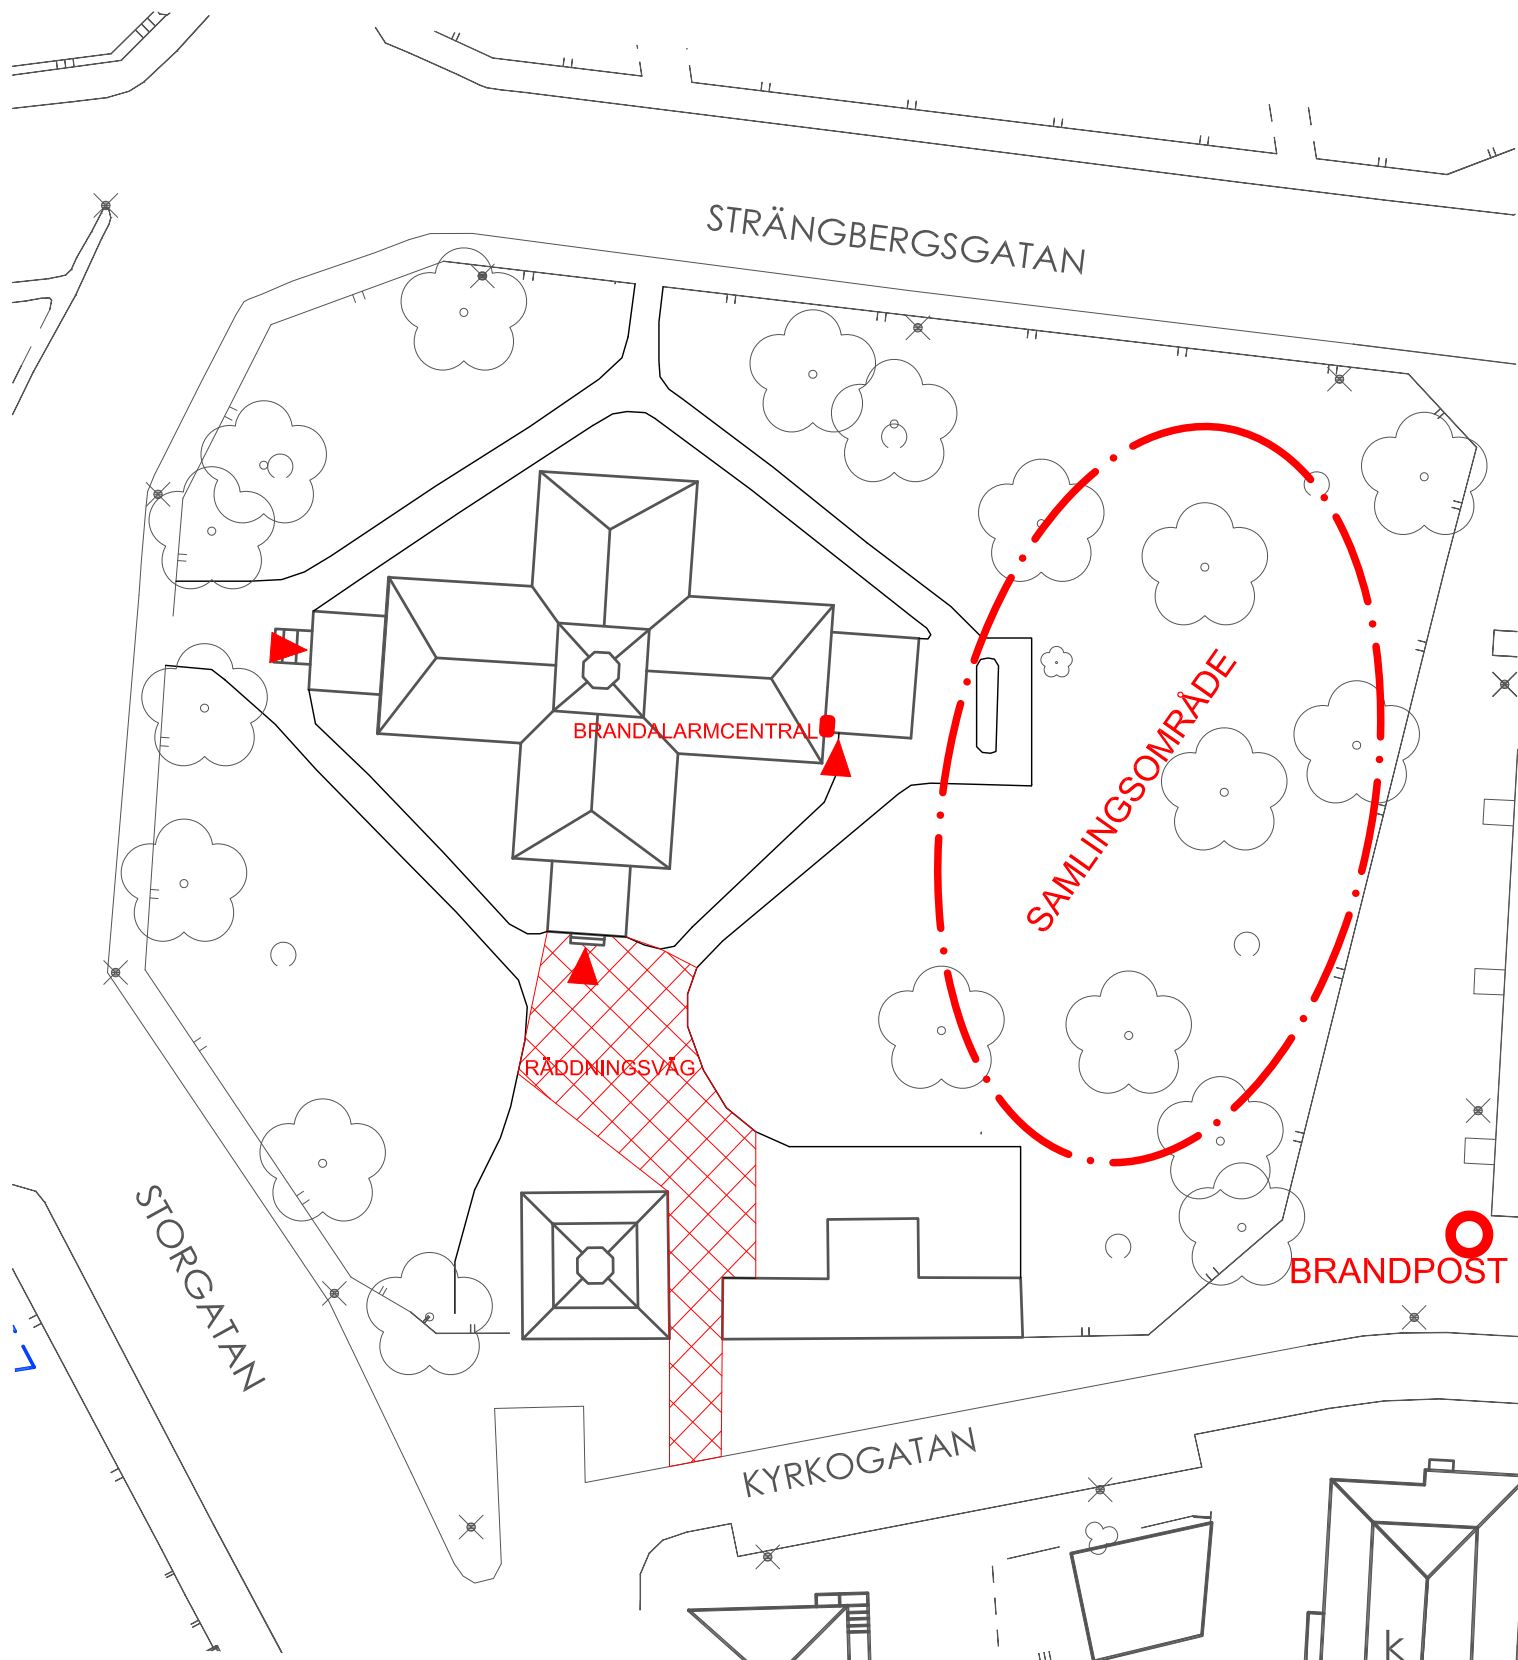 STRÄNGBERGSGATAN
BRANDALARMCENTRAL
SAMLINGSOMRÅDE
RÄDDNINGSVÄG
STORGATAN
BRANDPOST
KYRKOGATAN
k